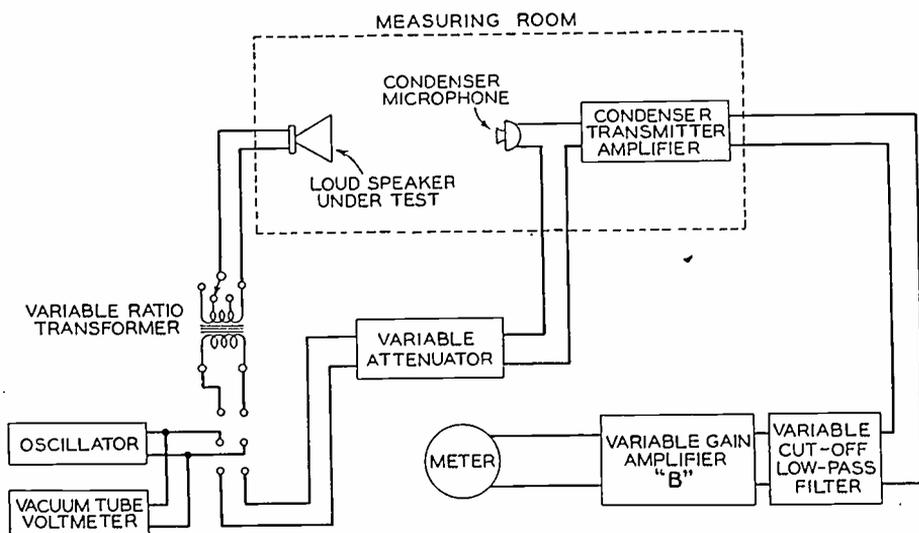 MEASURING ROOM
CONDENSER
MICROPHONE
CONDENSER
TRANSMITTER
AMPLIFIER
LOUD SPEAKER
UNDER TEST
VARIABLE RATIO
TRANSFORMER
VARIABLE
ATTENUATOR
OSCILLATOR
METER
VARIABLE GAIN
AMPLIFIER
"B"
VARIABLE
CUT-OFF
LOW-PASS
FILTER
VACUUM TUBE
VOLTMETER